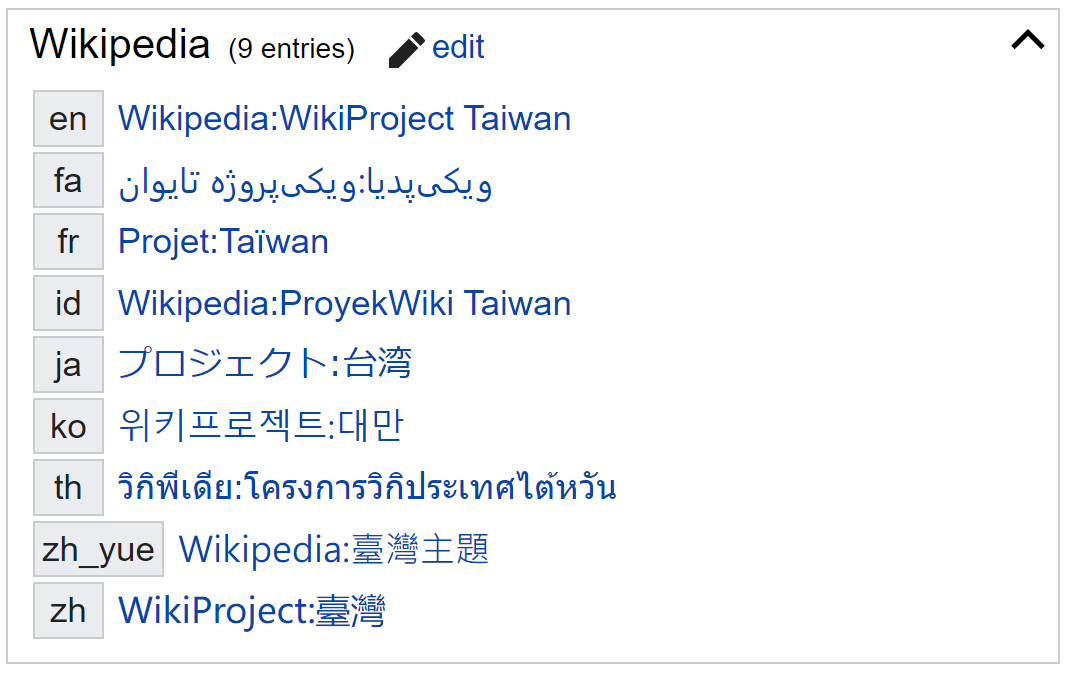 Wikipedia (9 entries) edit
en Wikipedia:WikiProject Taiwan
fa ویکی‌پدیا:ویکی‌پروژه تایوان
fr Projet:Taïwan
id Wikipedia:ProyekWiki Taiwan
ja プロジェクト:台湾
ko 위키프로젝트:대만
th วิกิพีเดีย:โครงการวิกิประเทศไต้หวัน
zh_yue Wikipedia:臺灣主題
zh WikiProject:臺灣